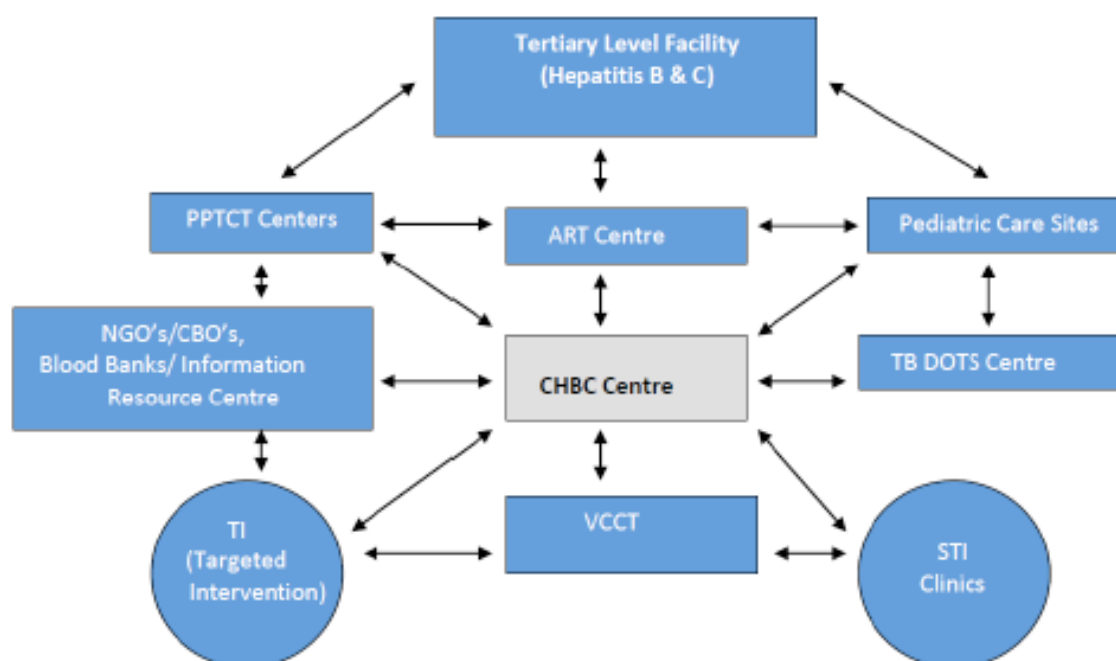 Tertiary Level Facility
(Hepatitis B & C)
PPTCT Centers
ART Centre
Pediatric Care Sites
NGO's/CBO's,
Blood Banks/ Information
Resource Centre
CHBC Centre
TB DOTS Centre
TI
(Targeted
Intervention)
VCCT
STI
Clinics